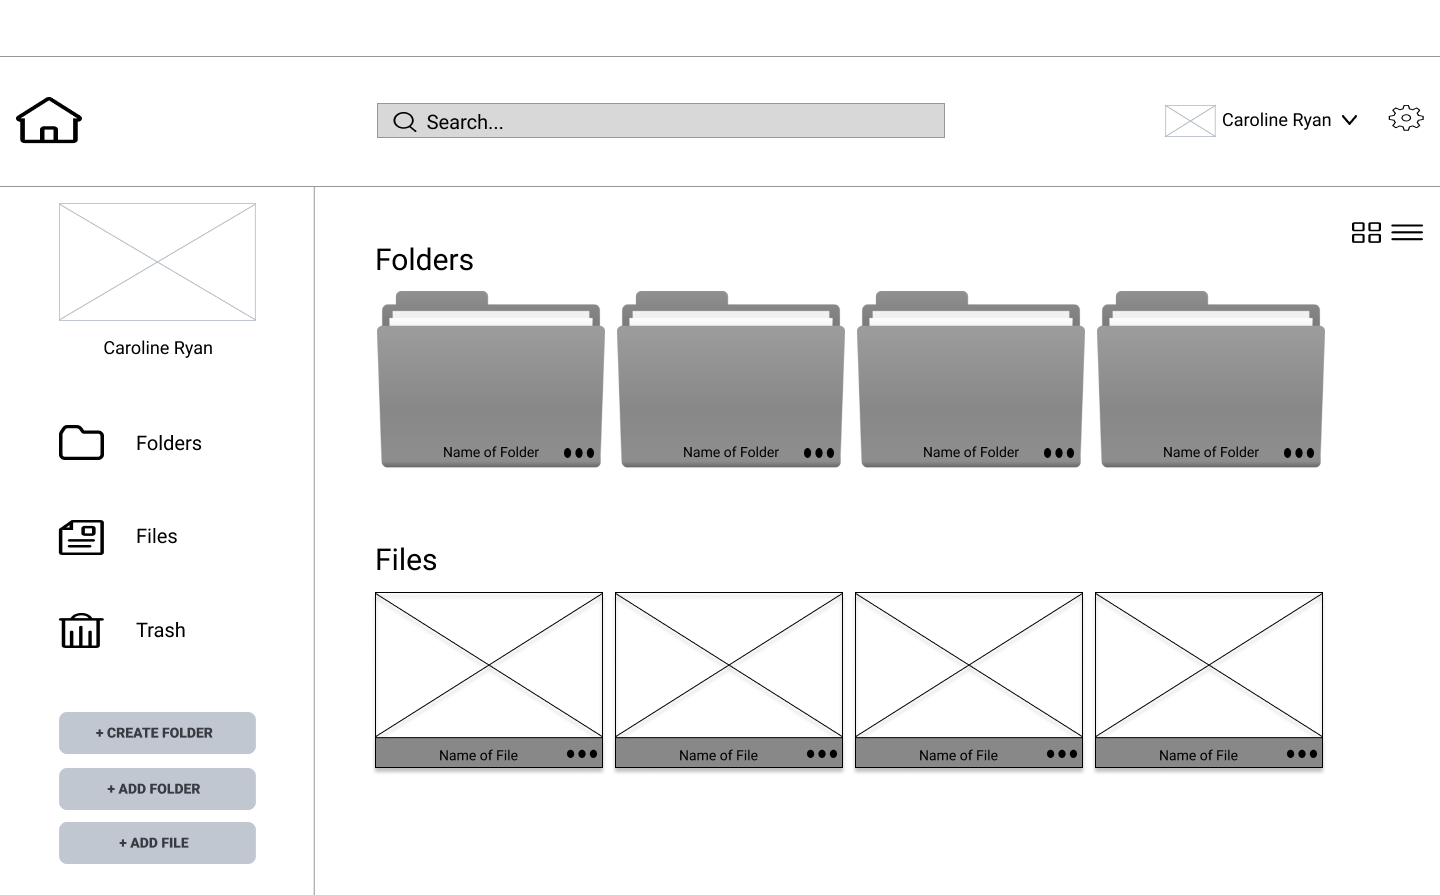 Search...
Caroline Ryan
Caroline Ryan
Folders
Files
Trash
+ CREATE FOLDER
+ ADD FOLDER
+ ADD FILE
Folders
Name of Folder
Name of Folder
Name of Folder
Name of Folder
Files
Name of File
Name of File
Name of File
Name of File